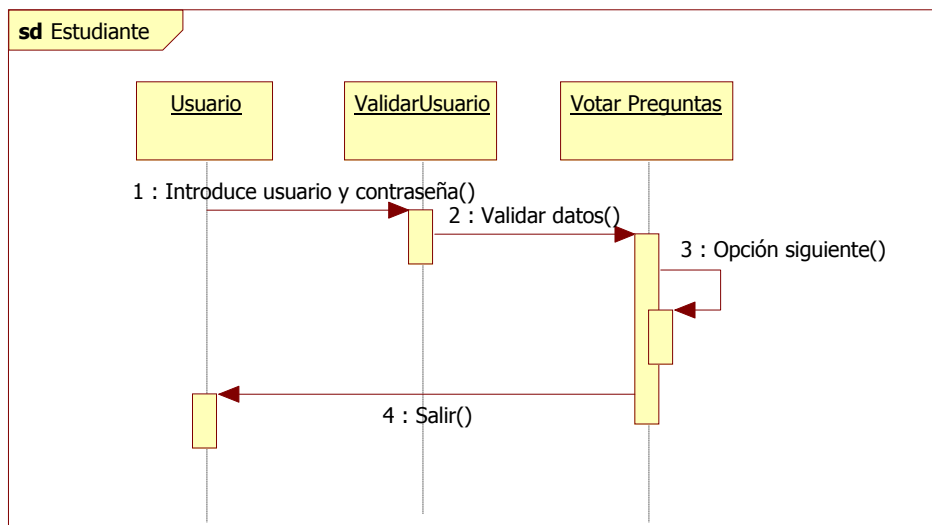 sd Estudiante
Usuario
ValidarUsuario
Votar Preguntas
1 : Introduce usuario y contraseña()
2 : Validar datos()
3 : Opción siguiente()
4 : Salir()